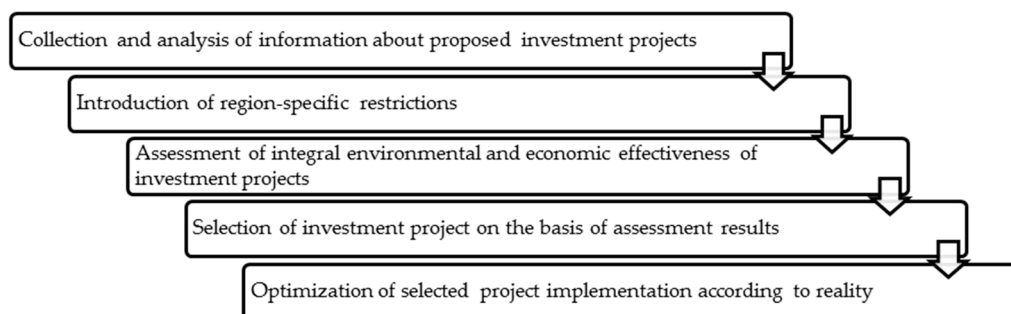 Collection and analysis of information about proposed investment projects
Introduction of region-specific restrictions
Assessment of integral environmental and economic effectiveness of
investment projects
Selection of investment project on the basis of assessment results
Optimization of selected project implementation according to reality